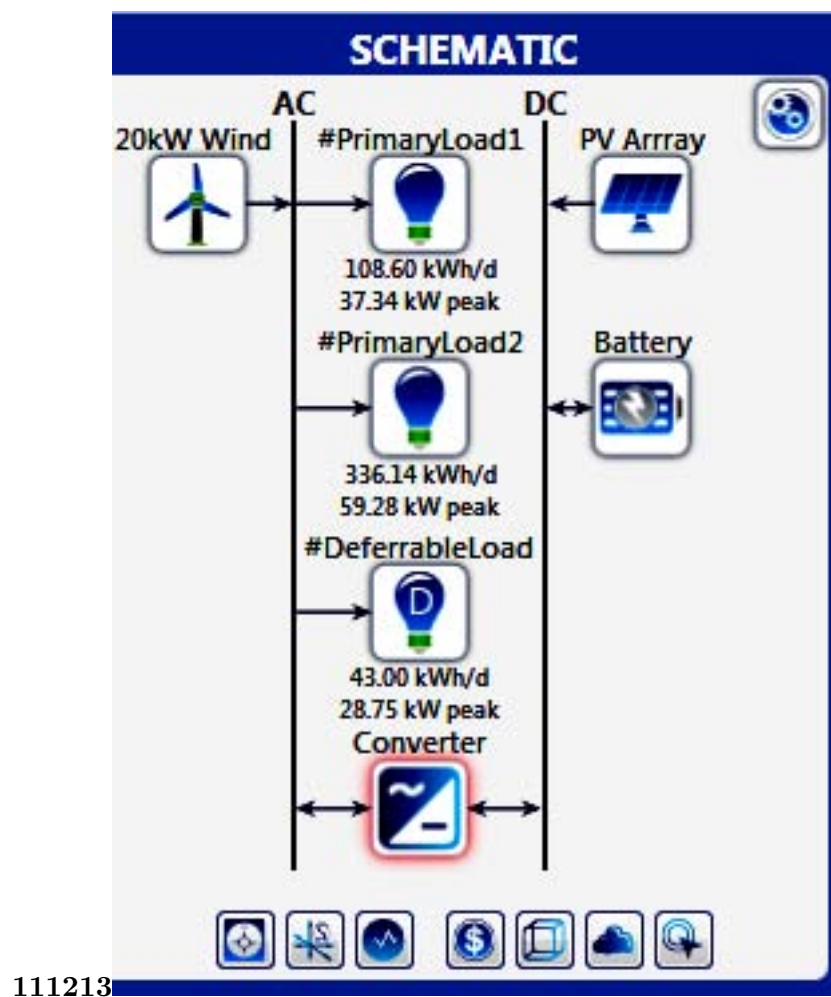 SCHEMATIC
AC DC
20kW Wind #PrimaryLoad1 PV Arrray
108.60 kWh/d
37.34 kW peak
#PrimaryLoad2 Battery
336.14 kWh/d
59.28 kW peak
#DeferrableLoad
D
43.00 kWh/d
28.75 kW peak
Converter
$
111213